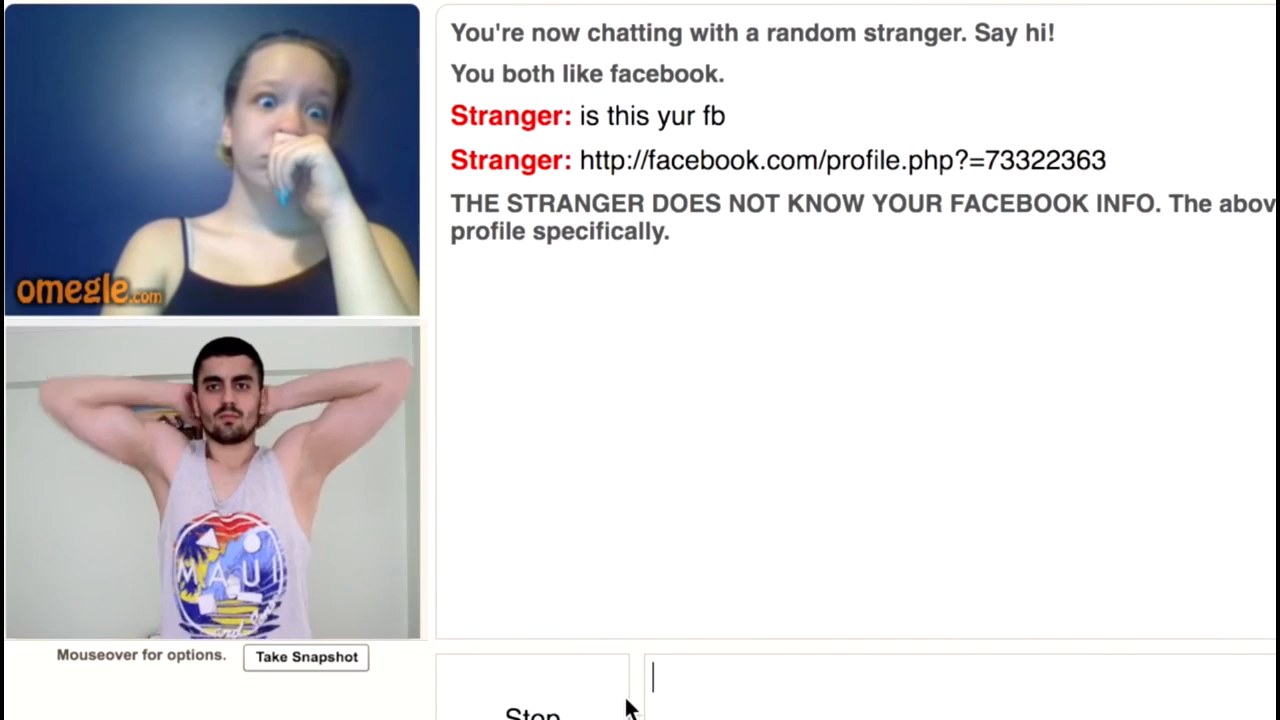 You're now chatting with a random stranger. Say hi!
You both like facebook.
Stranger: is this yur fb
Stranger: http://facebook.com/profile.php?=73322363
THE STRANGER DOES NOT KNOW YOUR FACEBOOK INFO. The abov
profile specifically.
omegle.com
MAUI
and Sons
Mouseover for options.
Take Snapshot
Stop